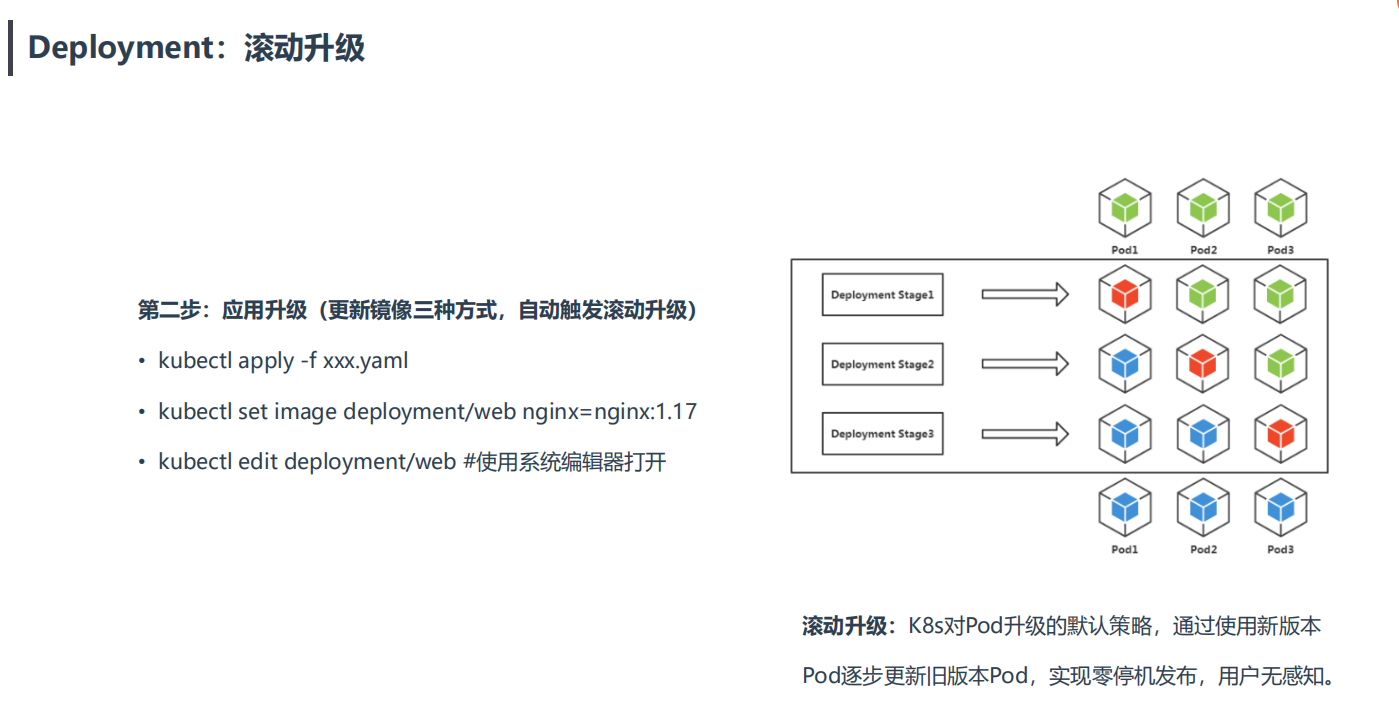 Deployment：滚动升级
第二步：应用升级（更新镜像三种方式，自动触发滚动升级）
• kubectl apply -f xxx.yaml
• kubectl set image deployment/web nginx=nginx:1.17
• kubectl edit deployment/web #使用系统编辑器打开
Pod1 Pod2 Pod3
Deployment Stage1
Deployment Stage2
Deployment Stage3
Pod1 Pod2 Pod3
滚动升级：K8s对Pod升级的默认策略，通过使用新版本
Pod逐步更新旧版本Pod，实现零停机发布，用户无感知。